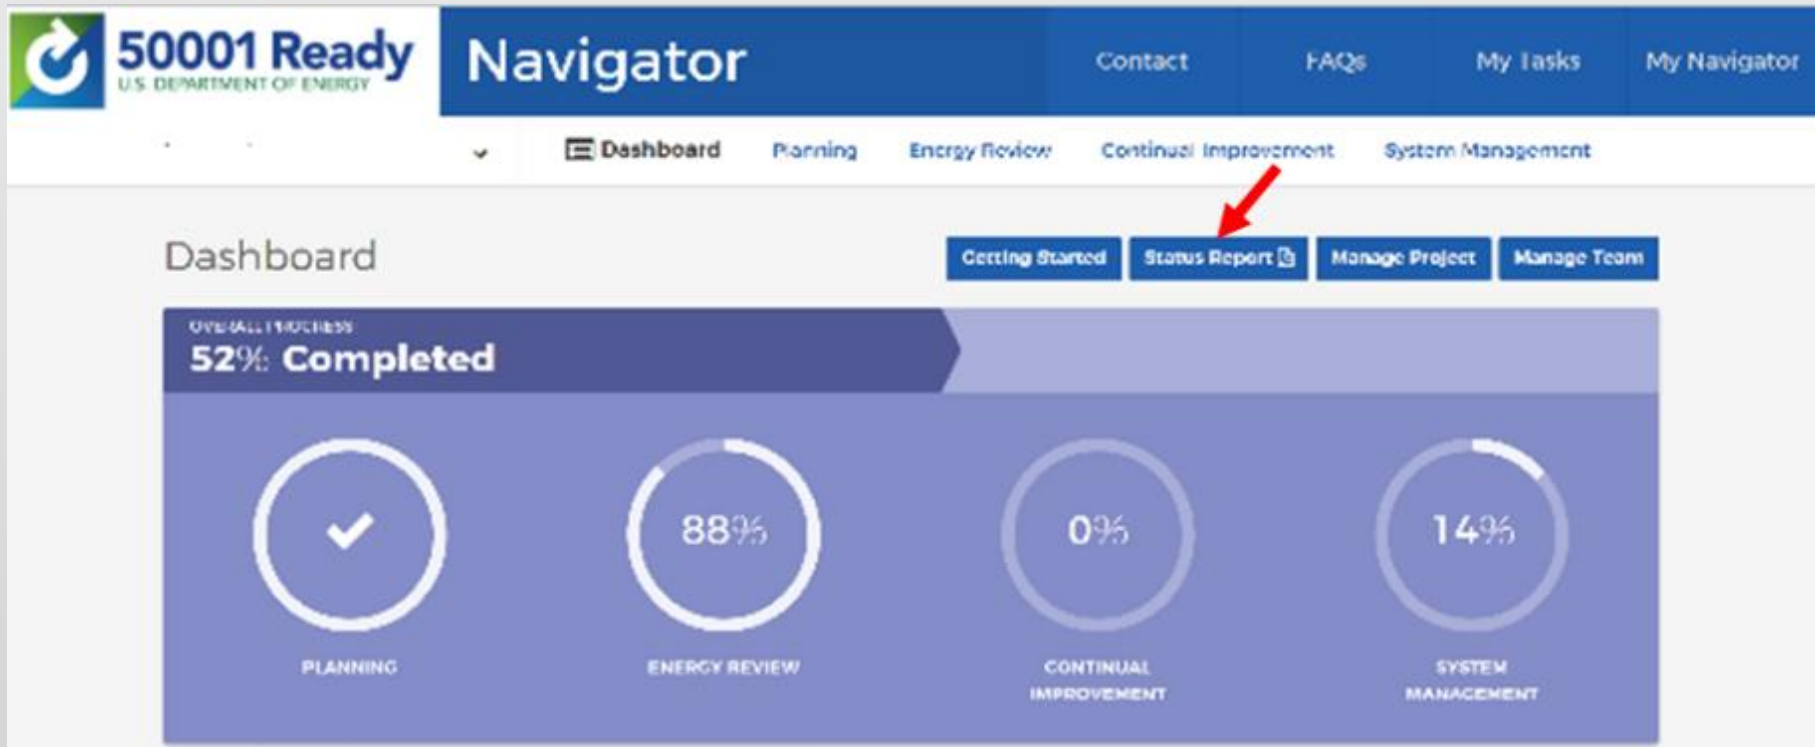 50001 Ready
U.S. DEPARTMENT OF ENERGY
Navigator
Contact FAQs My Tasks My Navigator
Dashboard Planning Energy Review Continual Improvement System Management
Dashboard
Getting Started Status Report Manage Project Manage Team
OVERALL PROGRESS
52% Completed
88% 0% 14%
PLANNING ENERGY REVIEW CONTINUAL IMPROVEMENT SYSTEM MANAGEMENT